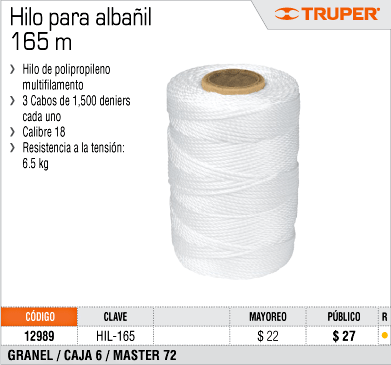 Hilo para albañil
165 m
TRUPER®
Hilo de polipropileno
multifilamento
3 Cabos de 1,500 deniers
cada uno
Calibre 18
Resistencia a la tensión:
6.5 kg
CÓDIGO CLAVE MAYOREO PÚBLICO R
12989 HIL-165 $ 22 $ 27
GRANEL / CAJA 6 / MASTER 72